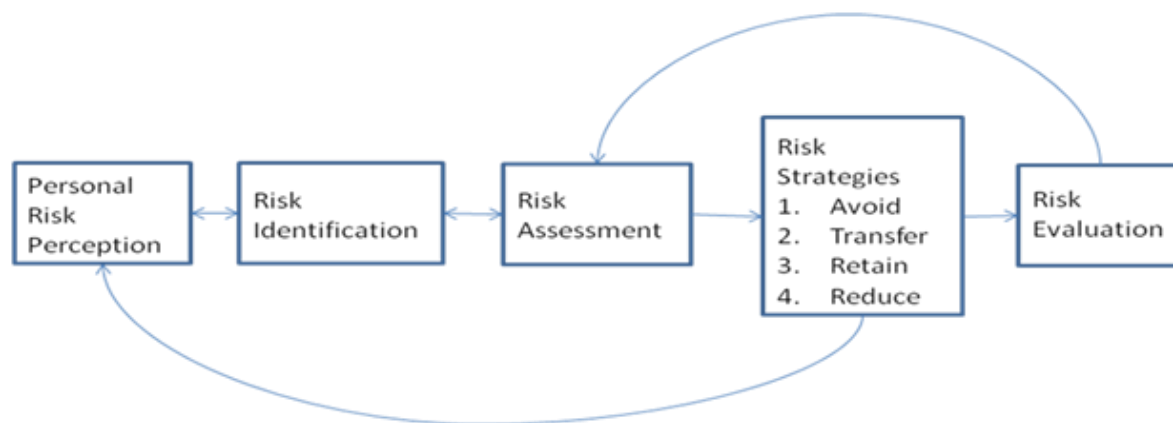 Personal
Risk
Perception
Risk
Identification
Risk
Assessment
Risk
Strategies
1. Avoid
2. Transfer
3. Retain
4. Reduce
Risk
Evaluation